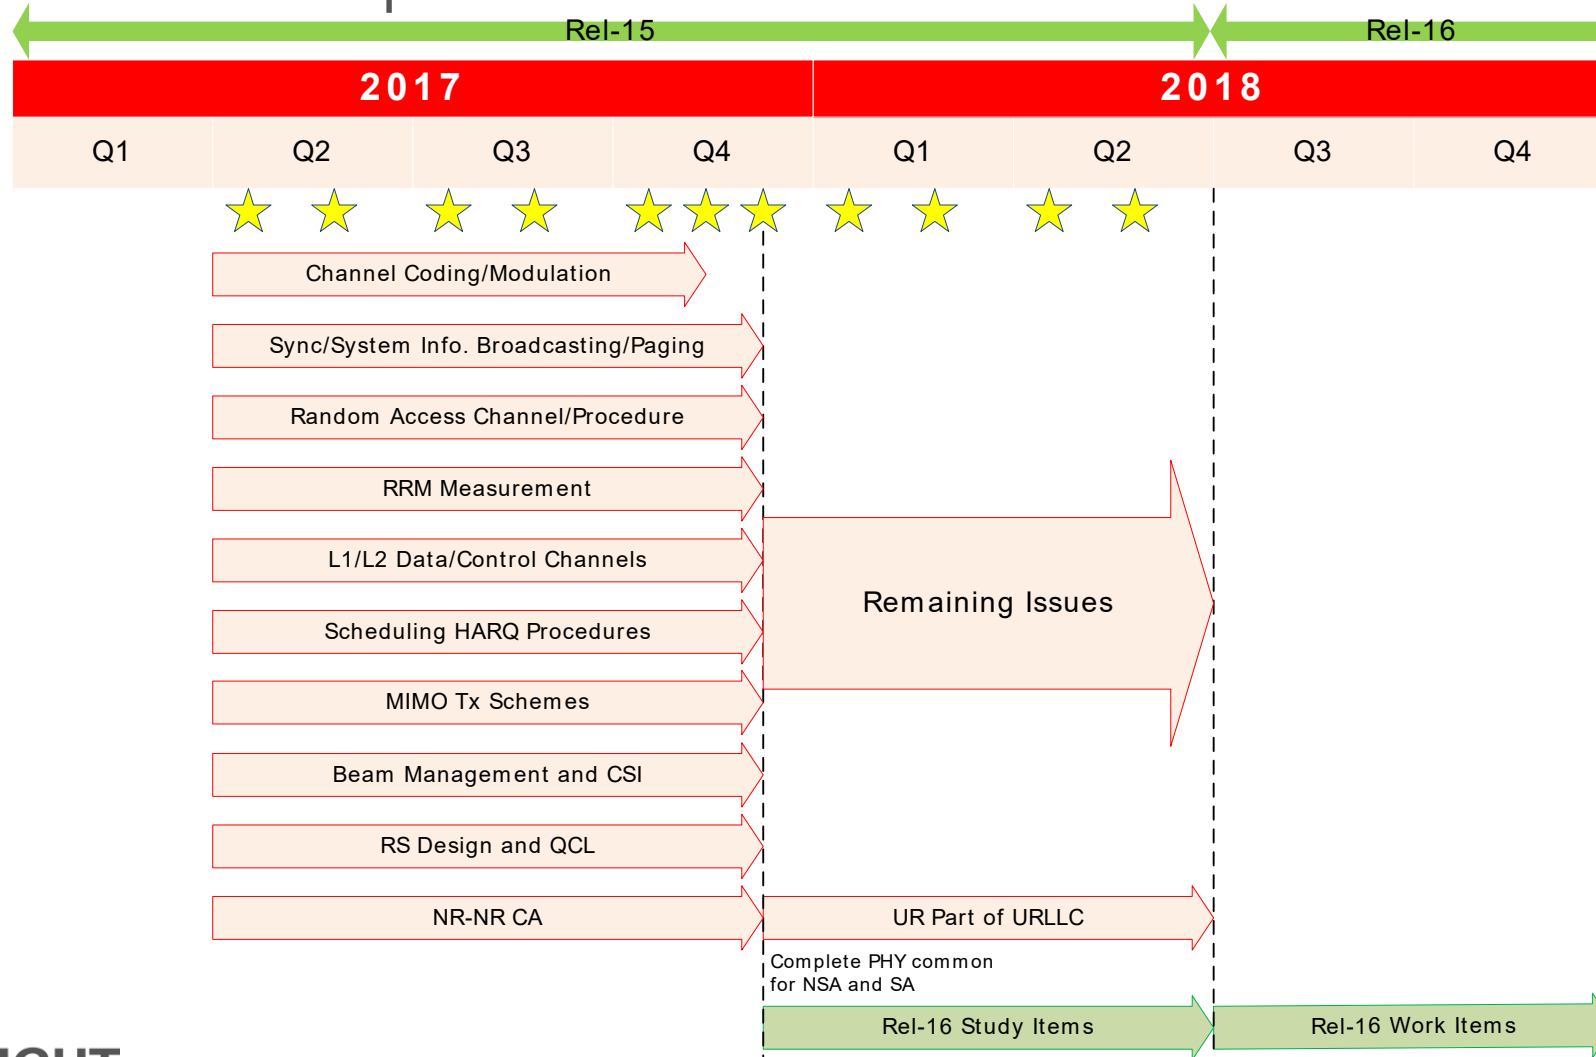 Rel-15
Rel-16
2017
2018
Q1
Q2
Q3
Q4
Q1
Q2
Q3
Q4
Channel Coding/Modulation
Sync/System Info. Broadcasting/Paging
Random Access Channel/Procedure
RRM Measurement
L1/L2 Data/Control Channels
Remaining Issues
Scheduling HARQ Procedures
MIMO Tx Schemes
Beam Management and CSI
RS Design and QCL
NR-NR CA
UR Part of URLLC
Complete PHY common
for NSA and SA
Rel-16 Study Items
Rel-16 Work Items